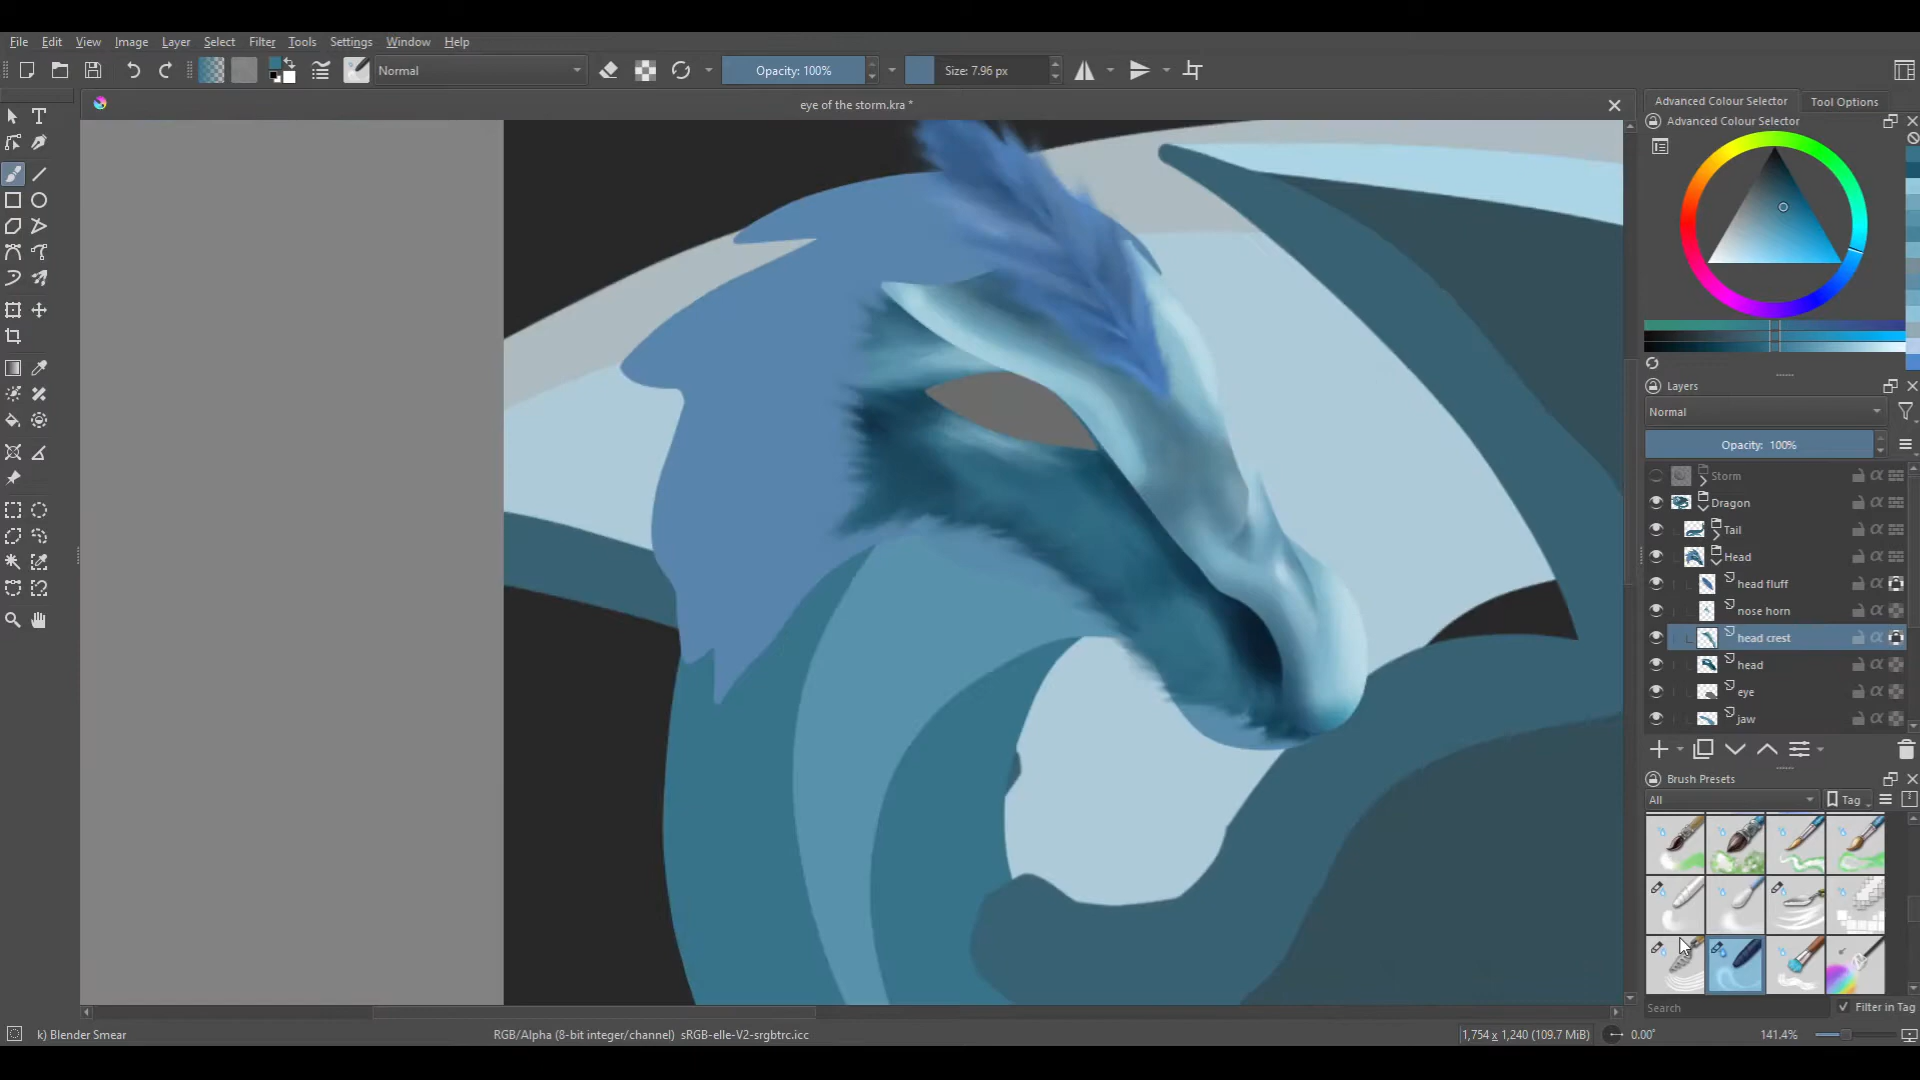 File Edit View Image Layer Select Filter Tools Settings Window Help
Normal
Opacity: 100%
Size: 7.96 px
eye of the storm.kra *
Advanced Colour Selector
Tool Options
Advanced Colour Selector
Layers
Normal
Opacity: 100%
Storm
Dragon
Tail
Head
head fluff
nose horn
head crest
head
eye
jaw
Brush Presets
All
Tag
Search
Filter in Tag
k) Blender Smear
RGB/Alpha (8-bit integer/channel) sRGB-elle-V2-srgbtrc.icc
1,754 x 1,240 (109.7 MiB)
0.00°
141.4%